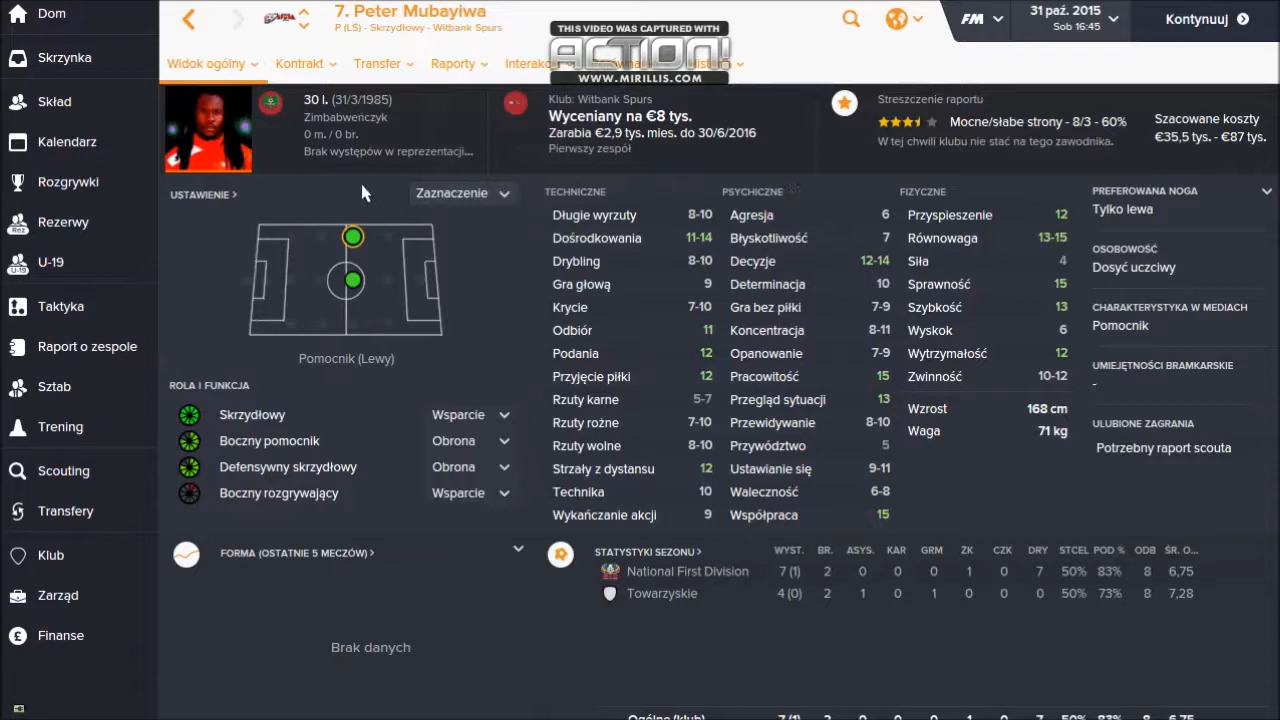 Dom
Skrzynka
Skład
Kalendarz
Rozgrywki
Rezerwy
U-19
Taktyka
Raport o zespole
Sztab
Trening
Scouting
Transfery
Klub
Zarząd
Finanse
7. Peter Mubayiwa
P (LŚ) - Skrzydłowy - Witbank Spurs
THIS VIDEO WAS CAPTURED WITH
ACTION!
WWW.MIRILLIS.COM
FM
31 paź. 2015
Sob 16:45
Kontynuuj
Widok ogólny
Kontrakt
Transfer
Raporty
30 l. (31/3/1985)
Zimbabweńczyk
0 m. / 0 br.
Brak występów w reprezentacji...
Klub: Witbank Spurs
Wyceniany na €8 tys.
Zarabia €2,9 tys. mies. do 30/6/2016
Pierwszy zespół
Streszczenie raportu
Mocne/słabe strony - 8/3 - 60%
W tej chwili klubu nie stać na tego zawodnika.
Szacowane koszty
€35,5 tys. - €87 tys.
USTAWIENIE >
Zaznaczenie
Pomocnik (Lewy)
ROLA I FUNKCJA
Skrzydłowy Wsparcie
Boczny pomocnik Obrona
Defensywny skrzydłowy Obrona
Boczny rozgrywający Wsparcie
TECHNICZNE
Długie wyrzuty 8-10
Dośrodkowania 11-14
Drybling 8-10
Gra głową 9
Krycie 7-10
Odbiór 11
Podania 12
Przyjęcie piłki 12
Rzuty karne 5-7
Rzuty rożne 7-10
Rzuty wolne 8-10
Strzały z dystansu 12
Technika 10
Wykańczanie akcji 9
PSYCHICZNE
Agresja 6
Błyskotliwość 7
Decyzje 12-14
Determinacja 10
Gra bez piłki 7-9
Koncentracja 8-11
Opanowanie 7-9
Pracowitość 15
Przegląd sytuacji 13
Przewidywanie 8-10
Przywództwo 5
Ustawianie się 9-11
Waleczność 6-8
Współpraca 15
FIZYCZNE
Przyspieszenie 12
Równowaga 13-15
Siła 4
Sprawność 15
Szybkość 13
Wyskok 6
Wytrzymałość 12
Zwinność 10-12
Wzrost 168 cm
Waga 71 kg
PREFEROWANA NOGA
Tylko lewa
OSOBOWOŚĆ
Dosyć uczciwy
CHARAKTERYSTYKA W MEDIACH
Pomocnik
UMIEJĘTNOŚCI BRAMKARSKIE
-
ULUBIONE ZAGRANIA
Potrzebny raport scouta
FORMA (OSTATNIE 5 MECZÓW) >
Brak danych
STATYSTYKI SEZONU > WYST. BR. ASYS. KAR GRM ŻK CZK DRY STCEL POD % ODB ŚR. O...
National First Division 7 (1) 2 0 0 0 1 0 7 50% 83% 8 6,75
Towarzyskie 4 (0) 2 1 0 1 0 0 0 50% 73% 8 7,28